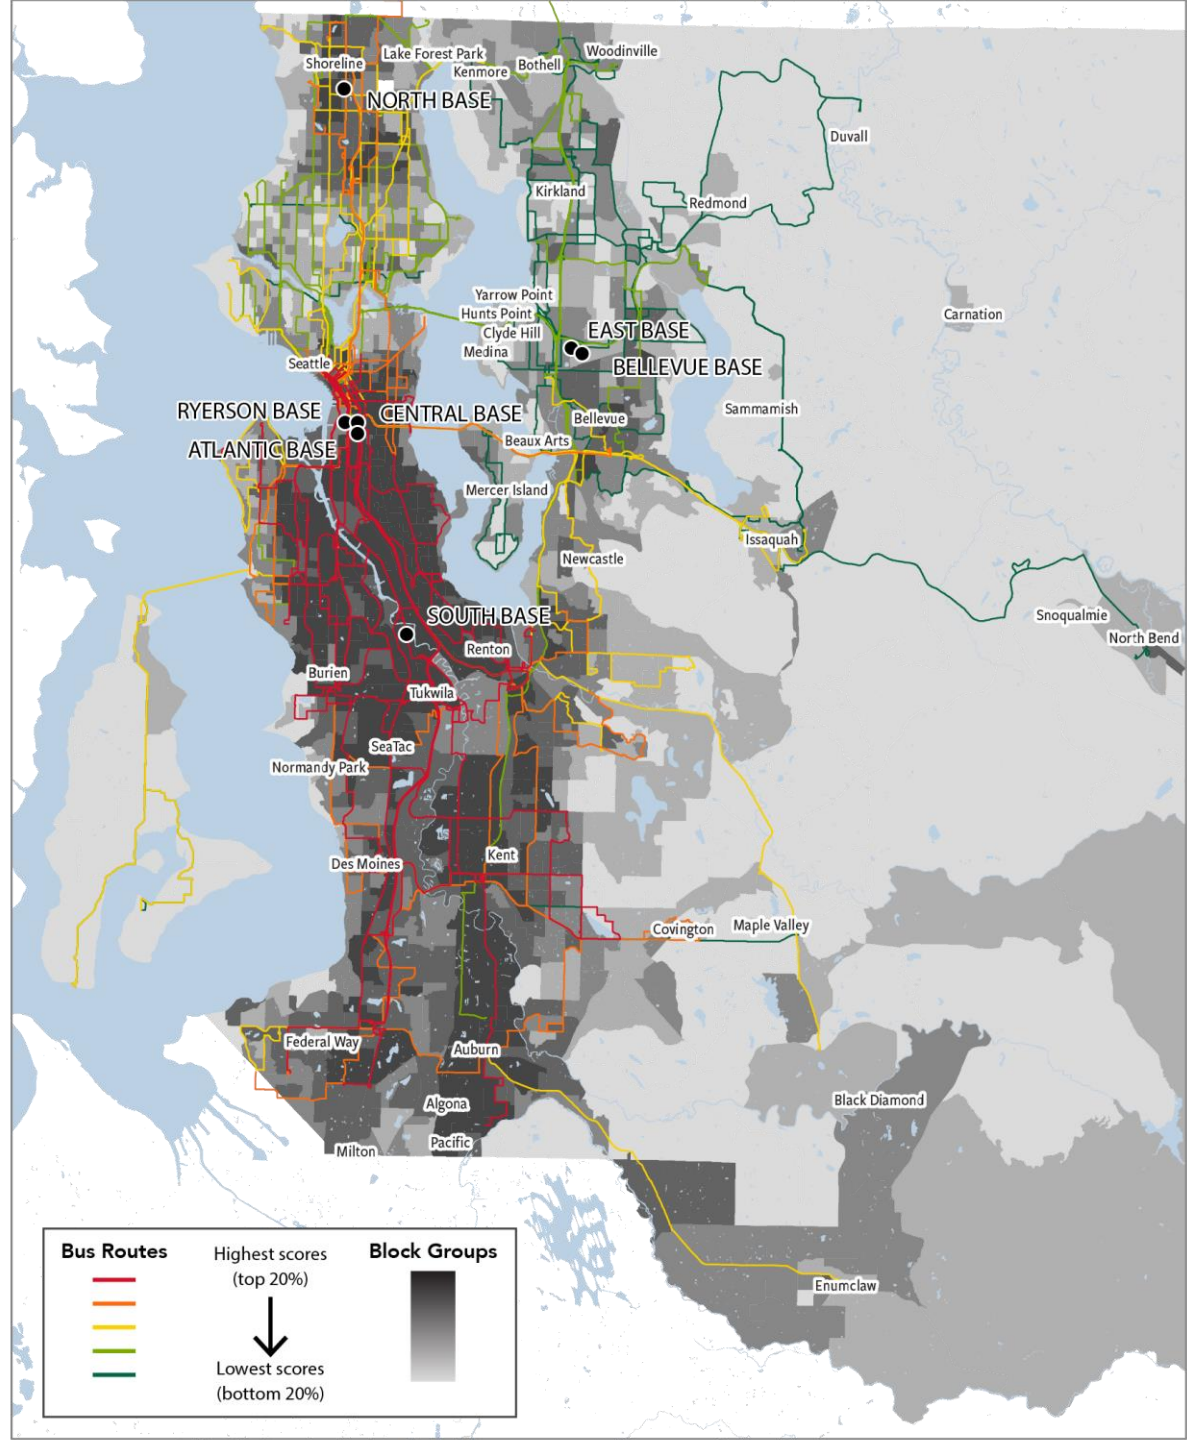 Woodinville
Lake Forest Park
Shoreline
Bothell
Kenmore
NORTH BASE
Duvall
Kirkland
Redmond
Yarrow Point
Hunts Point
Carnation
EAST BASE
Clyde Hill
Medina
Seattle
BELLEVUE BASE
Sammamish
RYERSON BASE
CENTRAL BASE
Bellevue
Beaux Arts
ATLANTIC BASE
Mercer Island
Issaquah
Newcastle
SOUTH BASE
Snoqualmie
North Bend
Renton
Burien
Tukwila
SeaTac
Normandy Park
Kent
Des Moines
Covington
Maple Valley
Federal Way
Auburn
Black Diamond
Algona
Pacific
Milton
Enumclaw
Bus Routes
Highest scores
(top 20%)
Lowest scores
(bottom 20%)
Block Groups